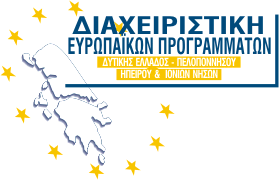 ΔΙΑΧΕΙΡΙΣΤΙΚΗ
ΕΥΡΩΠΑΪΚΩΝ ΠΡΟΓΡΑΜΜΑΤΩΝ
ΔΥΤΙΚΗΣ ΕΛΛΑΔΟΣ - ΠΕΛΟΠΟΝΝΗΣΟΥ
ΗΠΕΙΡΟΥ & ΙΟΝΙΩΝ ΝΗΣΩΝ